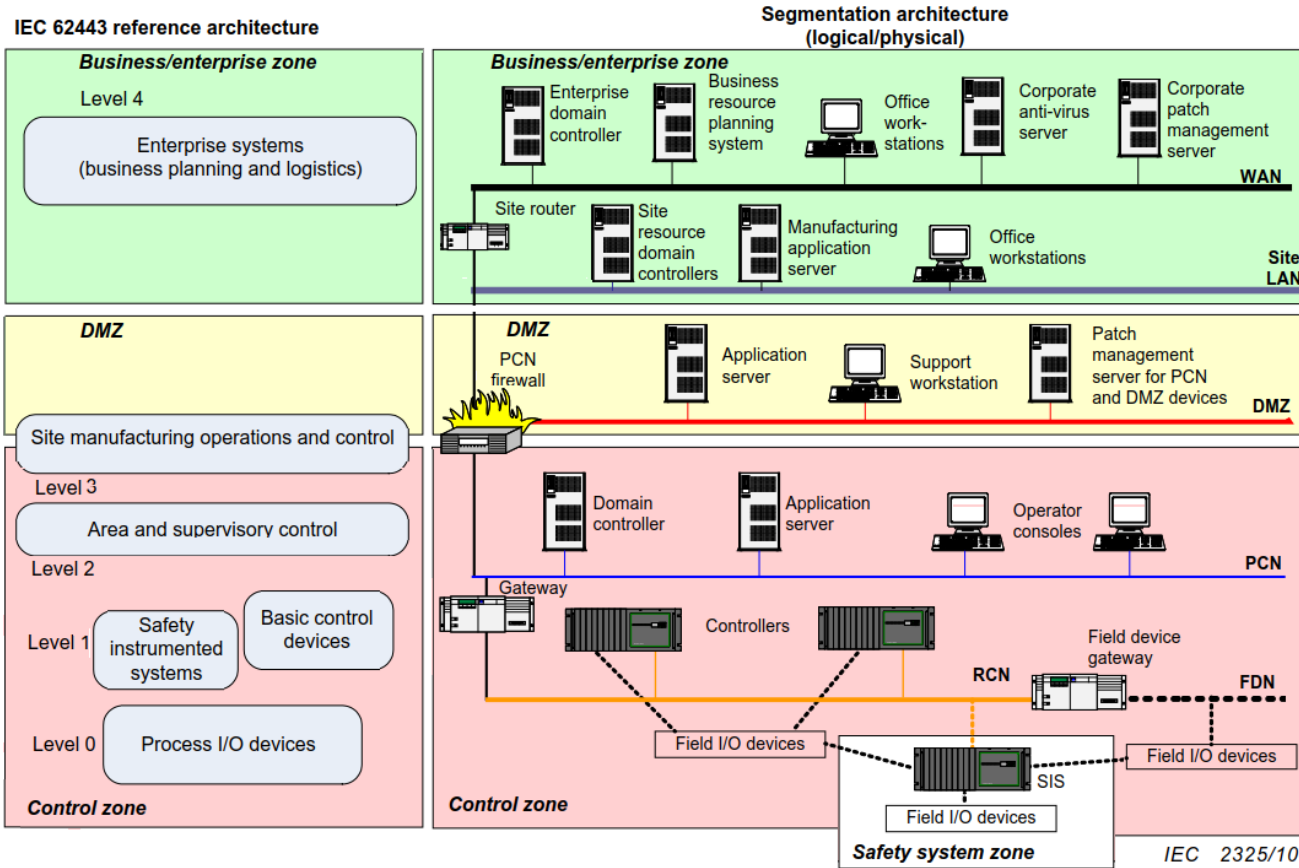 IEC 62443 reference architecture
Segmentation architecture
(logical/physical)
Business/enterprise zone
Level 4
Enterprise systems
(business planning and logistics)
DMZ
Site manufacturing operations and control
Level 3
Area and supervisory control
Level 2
Level 1
Safety
instrumented
systems
Basic control
devices
Level 0
Process I/O devices
Control zone
Business/enterprise zone
Enterprise
domain
controller
Business
resource
planning
system
Office
work-
stations
Corporate
anti-virus
server
Corporate
patch
management
server
WAN
Site router
Site
resource
domain
controllers
Manufacturing
application
server
Office
workstations
Site
LAN
DMZ
PCN
firewall
Application
server
Support
workstation
Patch
management
server for PCN
and DMZ devices
DMZ
Domain
controller
Application
server
Operator
consoles
PCN
Gateway
Controllers
Field device
gateway
RCN
FDN
Field I/O devices
Field I/O devices
SIS
Field I/O devices
Control zone
Safety system zone
IEC 2325/10